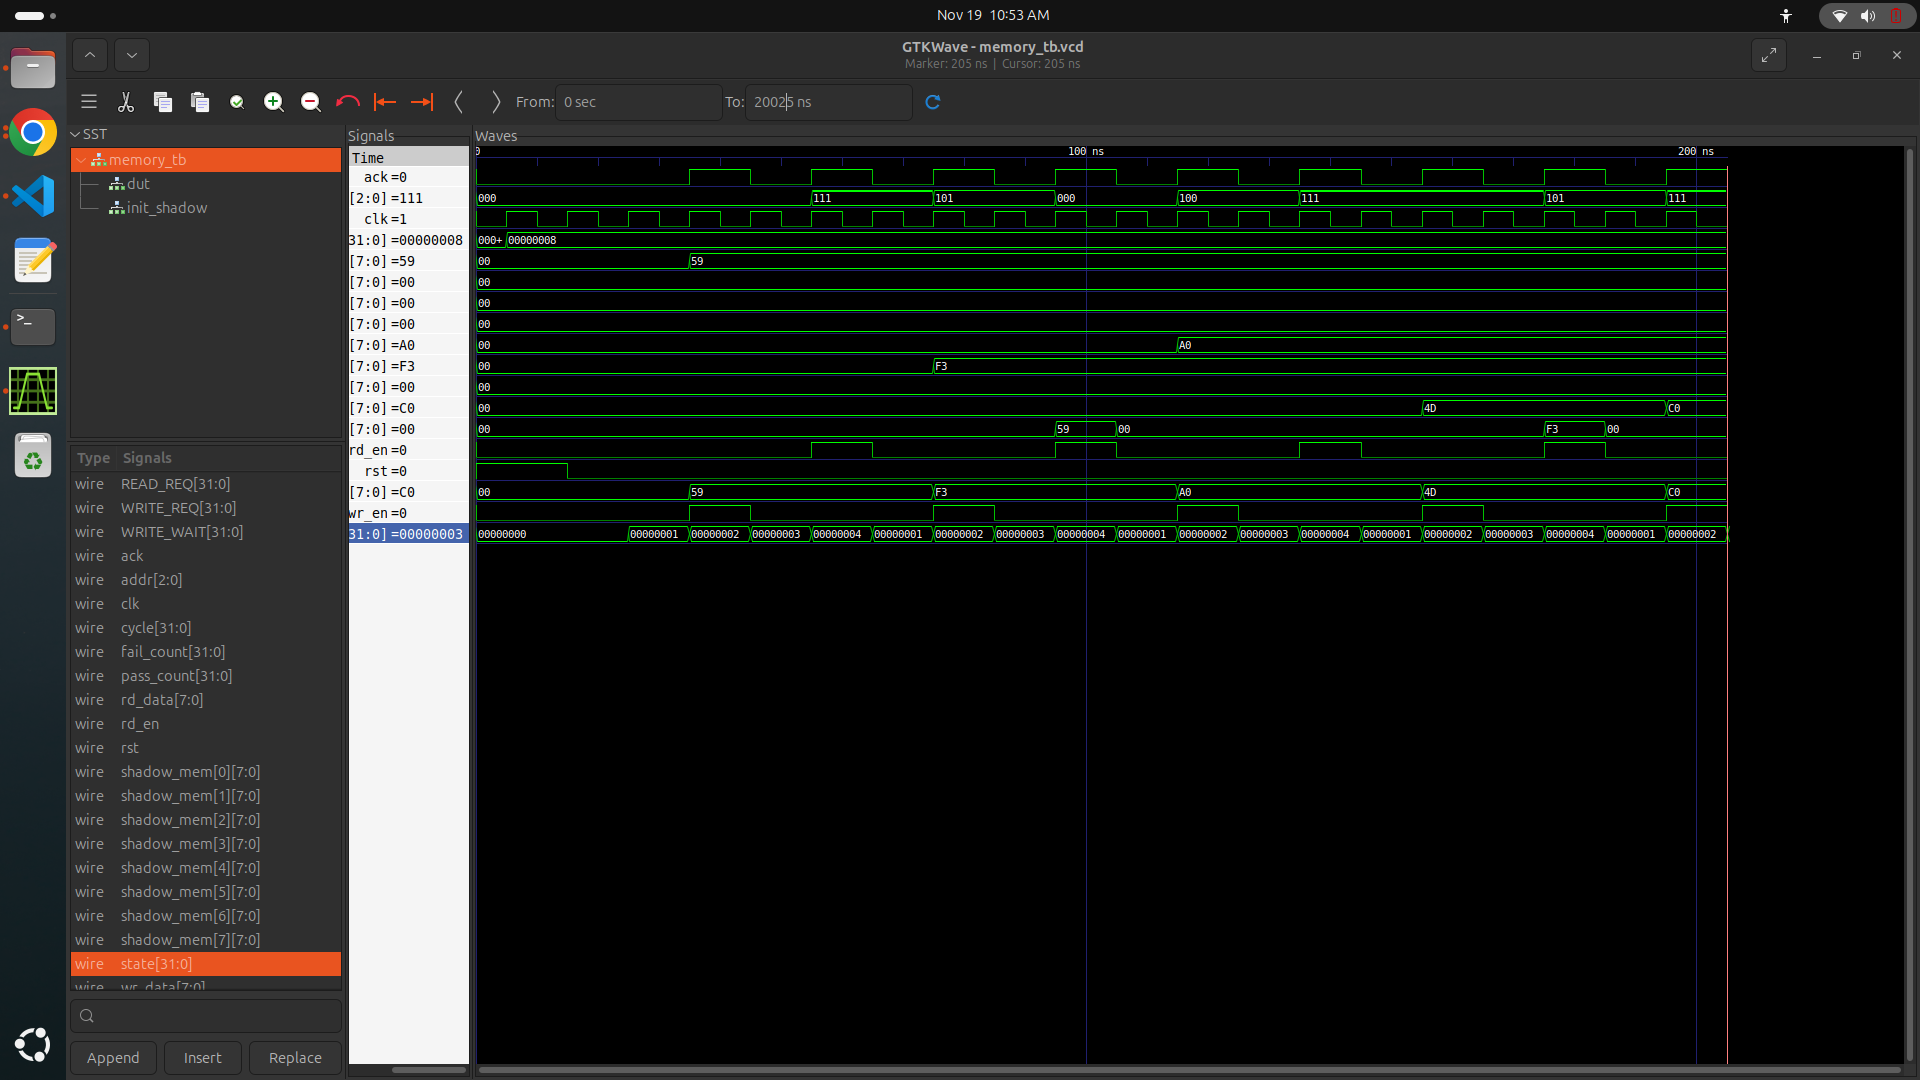 Nov 19 10:53 AM
GTKWave - memory_tb.vcd
Marker: 205 ns | Cursor: 205 ns
From: 0 sec To: 20025 ns
SST
memory_tb
dut
init_shadow
Type Signals
wire READ_REQ[31:0]
wire WRITE_REQ[31:0]
wire WRITE_WAIT[31:0]
wire ack
wire addr[2:0]
wire clk
wire cycle[31:0]
wire fail_count[31:0]
wire pass_count[31:0]
wire rd_data[7:0]
wire rd_en
wire rst
wire shadow_mem[0][7:0]
wire shadow_mem[1][7:0]
wire shadow_mem[2][7:0]
wire shadow_mem[3][7:0]
wire shadow_mem[4][7:0]
wire shadow_mem[5][7:0]
wire shadow_mem[6][7:0]
wire shadow_mem[7][7:0]
wire state[31:0]
wire wr_data[7:0]
Append Insert Replace
Signals
Time
ack=0
[2:0]=111
clk=1
31:0]=00000008
[7:0]=59
[7:0]=00
[7:0]=00
[7:0]=00
[7:0]=A0
[7:0]=F3
[7:0]=00
[7:0]=C0
[7:0]=00
rd_en=0
rst=0
[7:0]=C0
wr_en=0
31:0]=00000003
Waves
0 100 ns 200 ns
000 111 101 000 100 111 101 111
000+ 00000008
00 59
00
00
00
00 A0
00 F3
00
00 4D C0
00 59 00 F3 00
00 59 F3 A0 4D C0
00000000 00000001 00000002 00000003 00000004 00000001 00000002 00000003 00000004 00000001 00000002 00000003 00000004 00000001 00000002 00000003 00000004 00000001 00000002